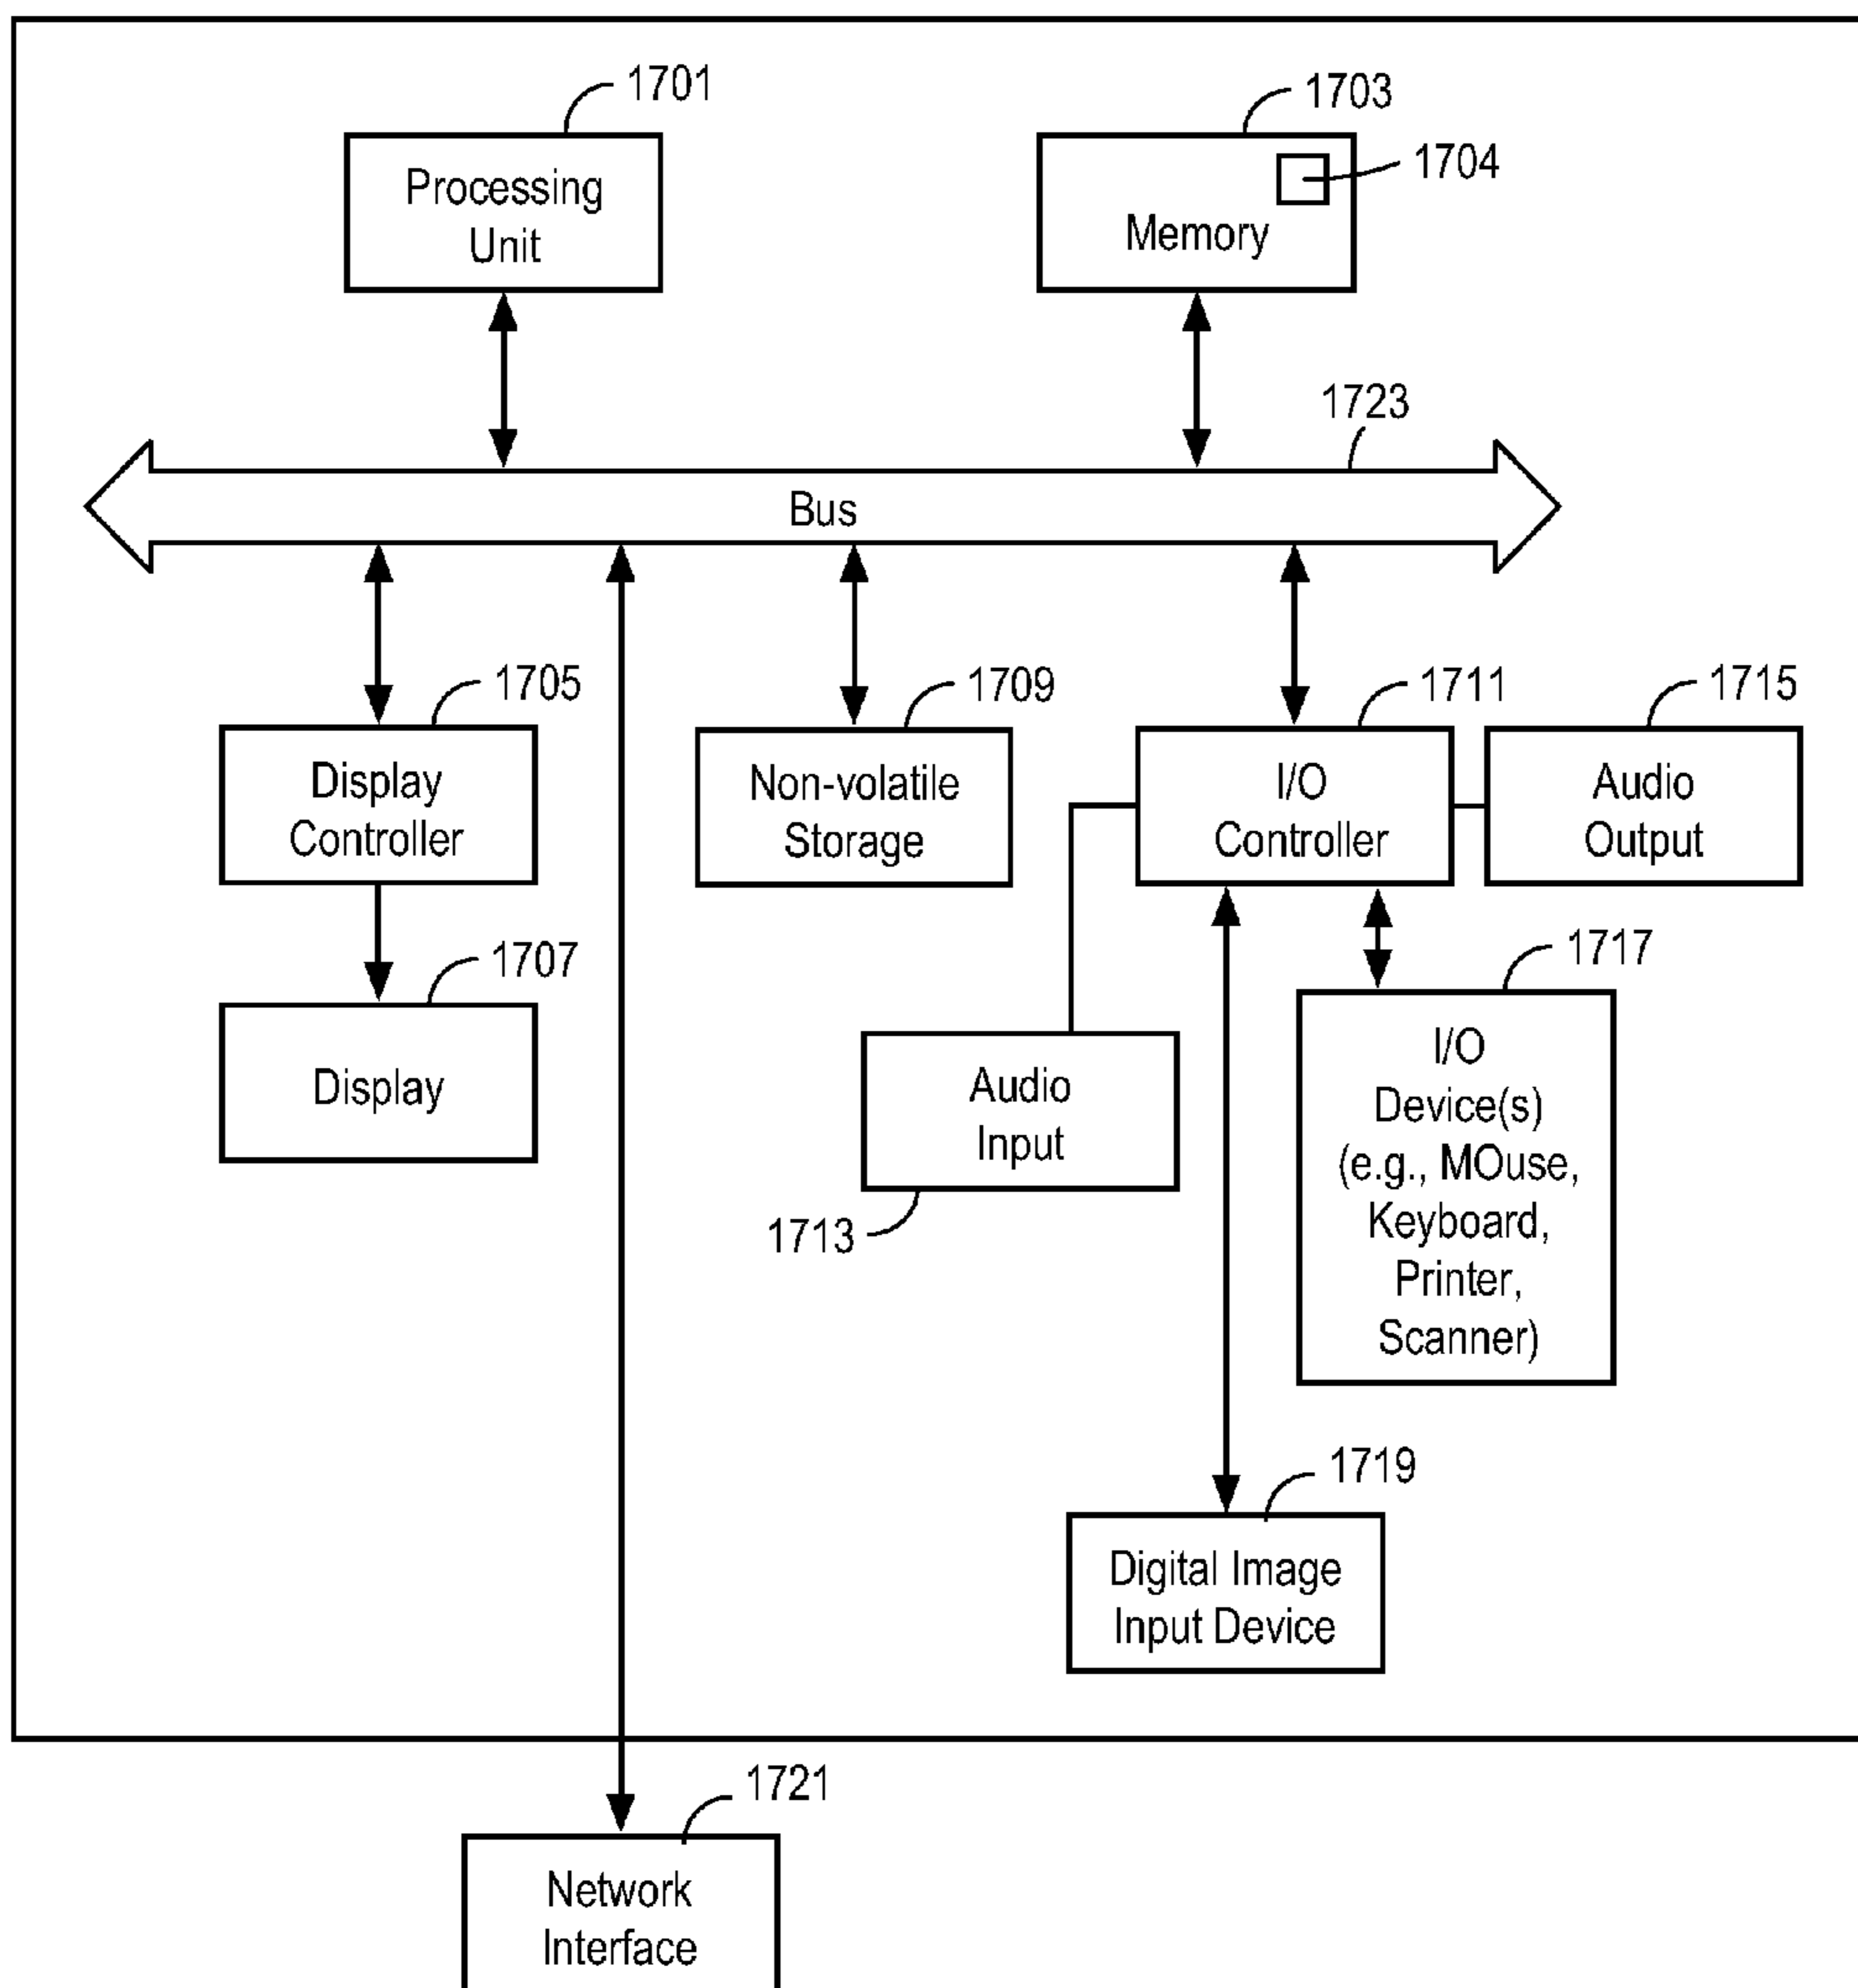 1701
1703
Processing
Unit
1704
Memory
1723
Bus
1705
1709
1711
1715
Display
Controller
Non-volatile
Storage
I/O
Controller
Audio
Output
1707
1717
Display
Audio
Input
I/O
Device(s)
(e.g., MOuse,
Keyboard,
Printer,
Scanner)
1713
1719
Digital Image
Input Device
1721
Network
Interface